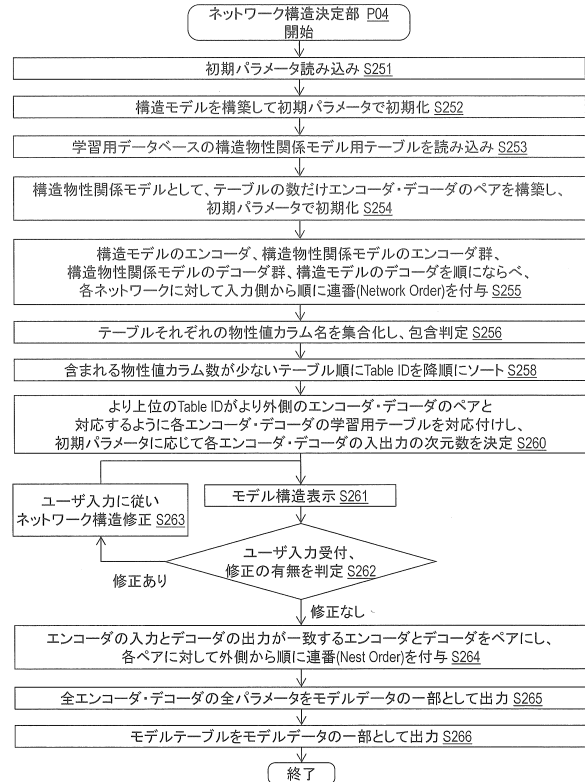 ネットワーク構造決定部 P04
開始
初期パラメータ読み込み S251
構造モデルを構築して初期パラメータで初期化 S252
学習用データベースの構造物性関係モデル用テーブルを読み込み S253
構造物性関係モデルとして、テーブルの数だけエンコーダ・デコーダのペアを構築し、
初期パラメータで初期化 S254
構造モデルのエンコーダ、構造物性関係モデルのエンコーダ群、
構造物性関係モデルのデコーダ群、構造モデルのデコーダを順にならべ、
各ネットワークに対して入力側から順に連番(Network Order)を付与 S255
テーブルそれぞれの物性値カラム名を集合化し、包含判定 S256
含まれる物性値カラム数が少ないテーブル順にTable IDを降順にソート S258
より上位のTable IDがより外側のエンコーダ・デコーダのペアと
対応するように各エンコーダ・デコーダの学習用テーブルを対応付けし、
初期パラメータに応じて各エンコーダ・デコーダの入出力の次元数を決定 S260
モデル構造表示 S261
ユーザ入力に従い
ネットワーク構造修正 S263
ユーザ入力受付、
修正の有無を判定 S262
修正あり
修正なし
エンコーダの入力とデコーダの出力が一致するエンコーダとデコーダをペアにし、
各ペアに対して外側から順に連番(Nest Order)を付与 S264
全エンコーダ・デコーダの全パラメータをモデルデータの一部として出力 S265
モデルテーブルをモデルデータの一部として出力 S266
終了